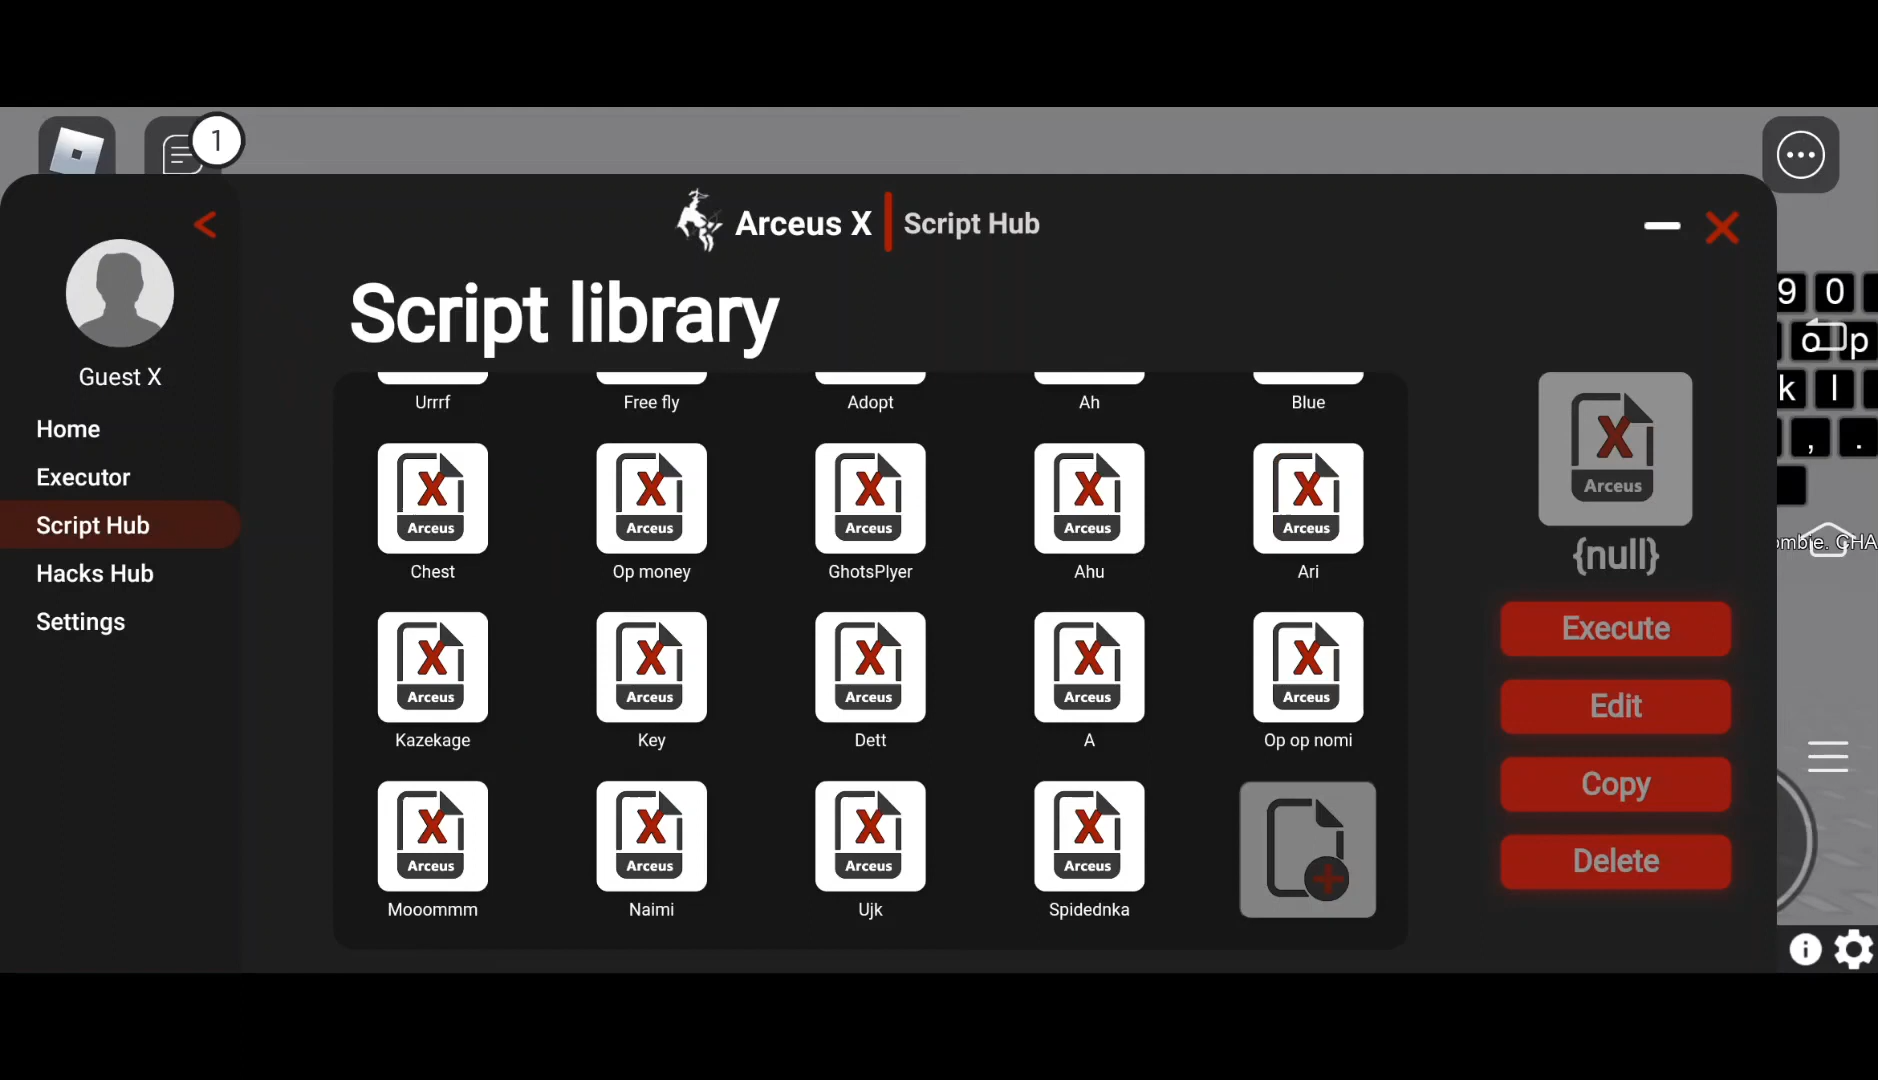 1
Arceus X
Script Hub
Script library
Guest X
Home
Executor
Script Hub
Hacks Hub
Settings
Urrrf
Free fly
Adopt
Ah
Blue
X Arceus
X Arceus
X Arceus
X Arceus
X Arceus
Chest
Op money
GhotsPlyer
Ahu
Ari
X Arceus
X Arceus
X Arceus
X Arceus
X Arceus
Kazekage
Key
Dett
A
Op op nomi
X Arceus
X Arceus
X Arceus
X Arceus
Mooommm
Naimi
Ujk
Spidednka
X Arceus
{null}
Execute
Edit
Copy
Delete
9 0
o p
k l
, .
ombie. CHA